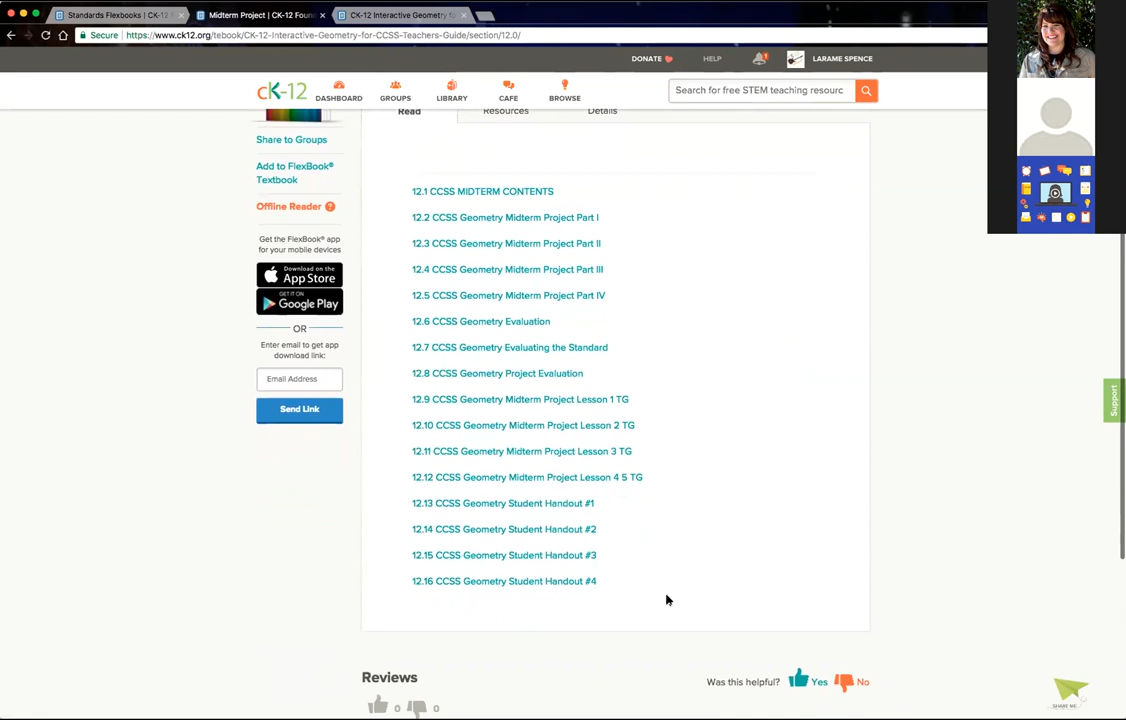 Standards Flexbooks | CK-12
Midterm Project | CK-12 Foun
CK-12 Interactive Geometry fo
Secure
https://www.ck12.org/tebook/CK-12-Interactive-Geometry-for-CCSS-Teachers-Guide/section/12.0/
DONATE
HELP
LARAME SPENCE
ck-12
DASHBOARD
GROUPS
LIBRARY
CAFE
BROWSE
Search for free STEM teaching resourc
Read
Resources
Details
Share to Groups
Add to FlexBook®
Textbook
Offline Reader ?
Get the FlexBook® app
for your mobile devices
Download on the
App Store
GET IT ON
Google Play
OR
Enter email to get app
download link:
Email Address
Send Link
12.1 CCSS MIDTERM CONTENTS
12.2 CCSS Geometry Midterm Project Part I
12.3 CCSS Geometry Midterm Project Part II
12.4 CCSS Geometry Midterm Project Part III
12.5 CCSS Geometry Midterm Project Part IV
12.6 CCSS Geometry Evaluation
12.7 CCSS Geometry Evaluating the Standard
12.8 CCSS Geometry Project Evaluation
12.9 CCSS Geometry Midterm Project Lesson 1 TG
12.10 CCSS Geometry Midterm Project Lesson 2 TG
12.11 CCSS Geometry Midterm Project Lesson 3 TG
12.12 CCSS Geometry Midterm Project Lesson 4 5 TG
12.13 CCSS Geometry Student Handout #1
12.14 CCSS Geometry Student Handout #2
12.15 CCSS Geometry Student Handout #3
12.16 CCSS Geometry Student Handout #4
Support
Reviews
0
0
Was this helpful?
Yes
No
SHARE ME